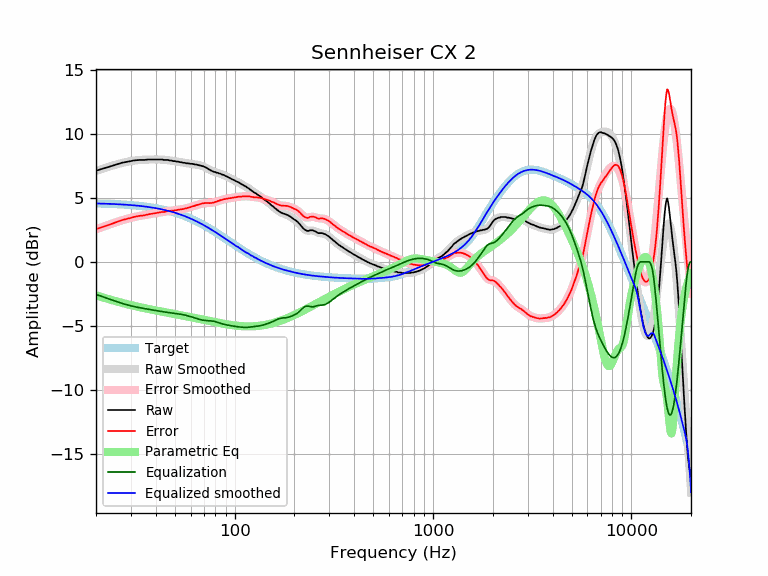 Sennheiser CX 2
15
10
5
0
−5
−10
−15
Amplitude (dBr)
Target
Raw Smoothed
Error Smoothed
Raw
Error
Parametric Eq
Equalization
Equalized smoothed
100 1000 10000
Frequency (Hz)